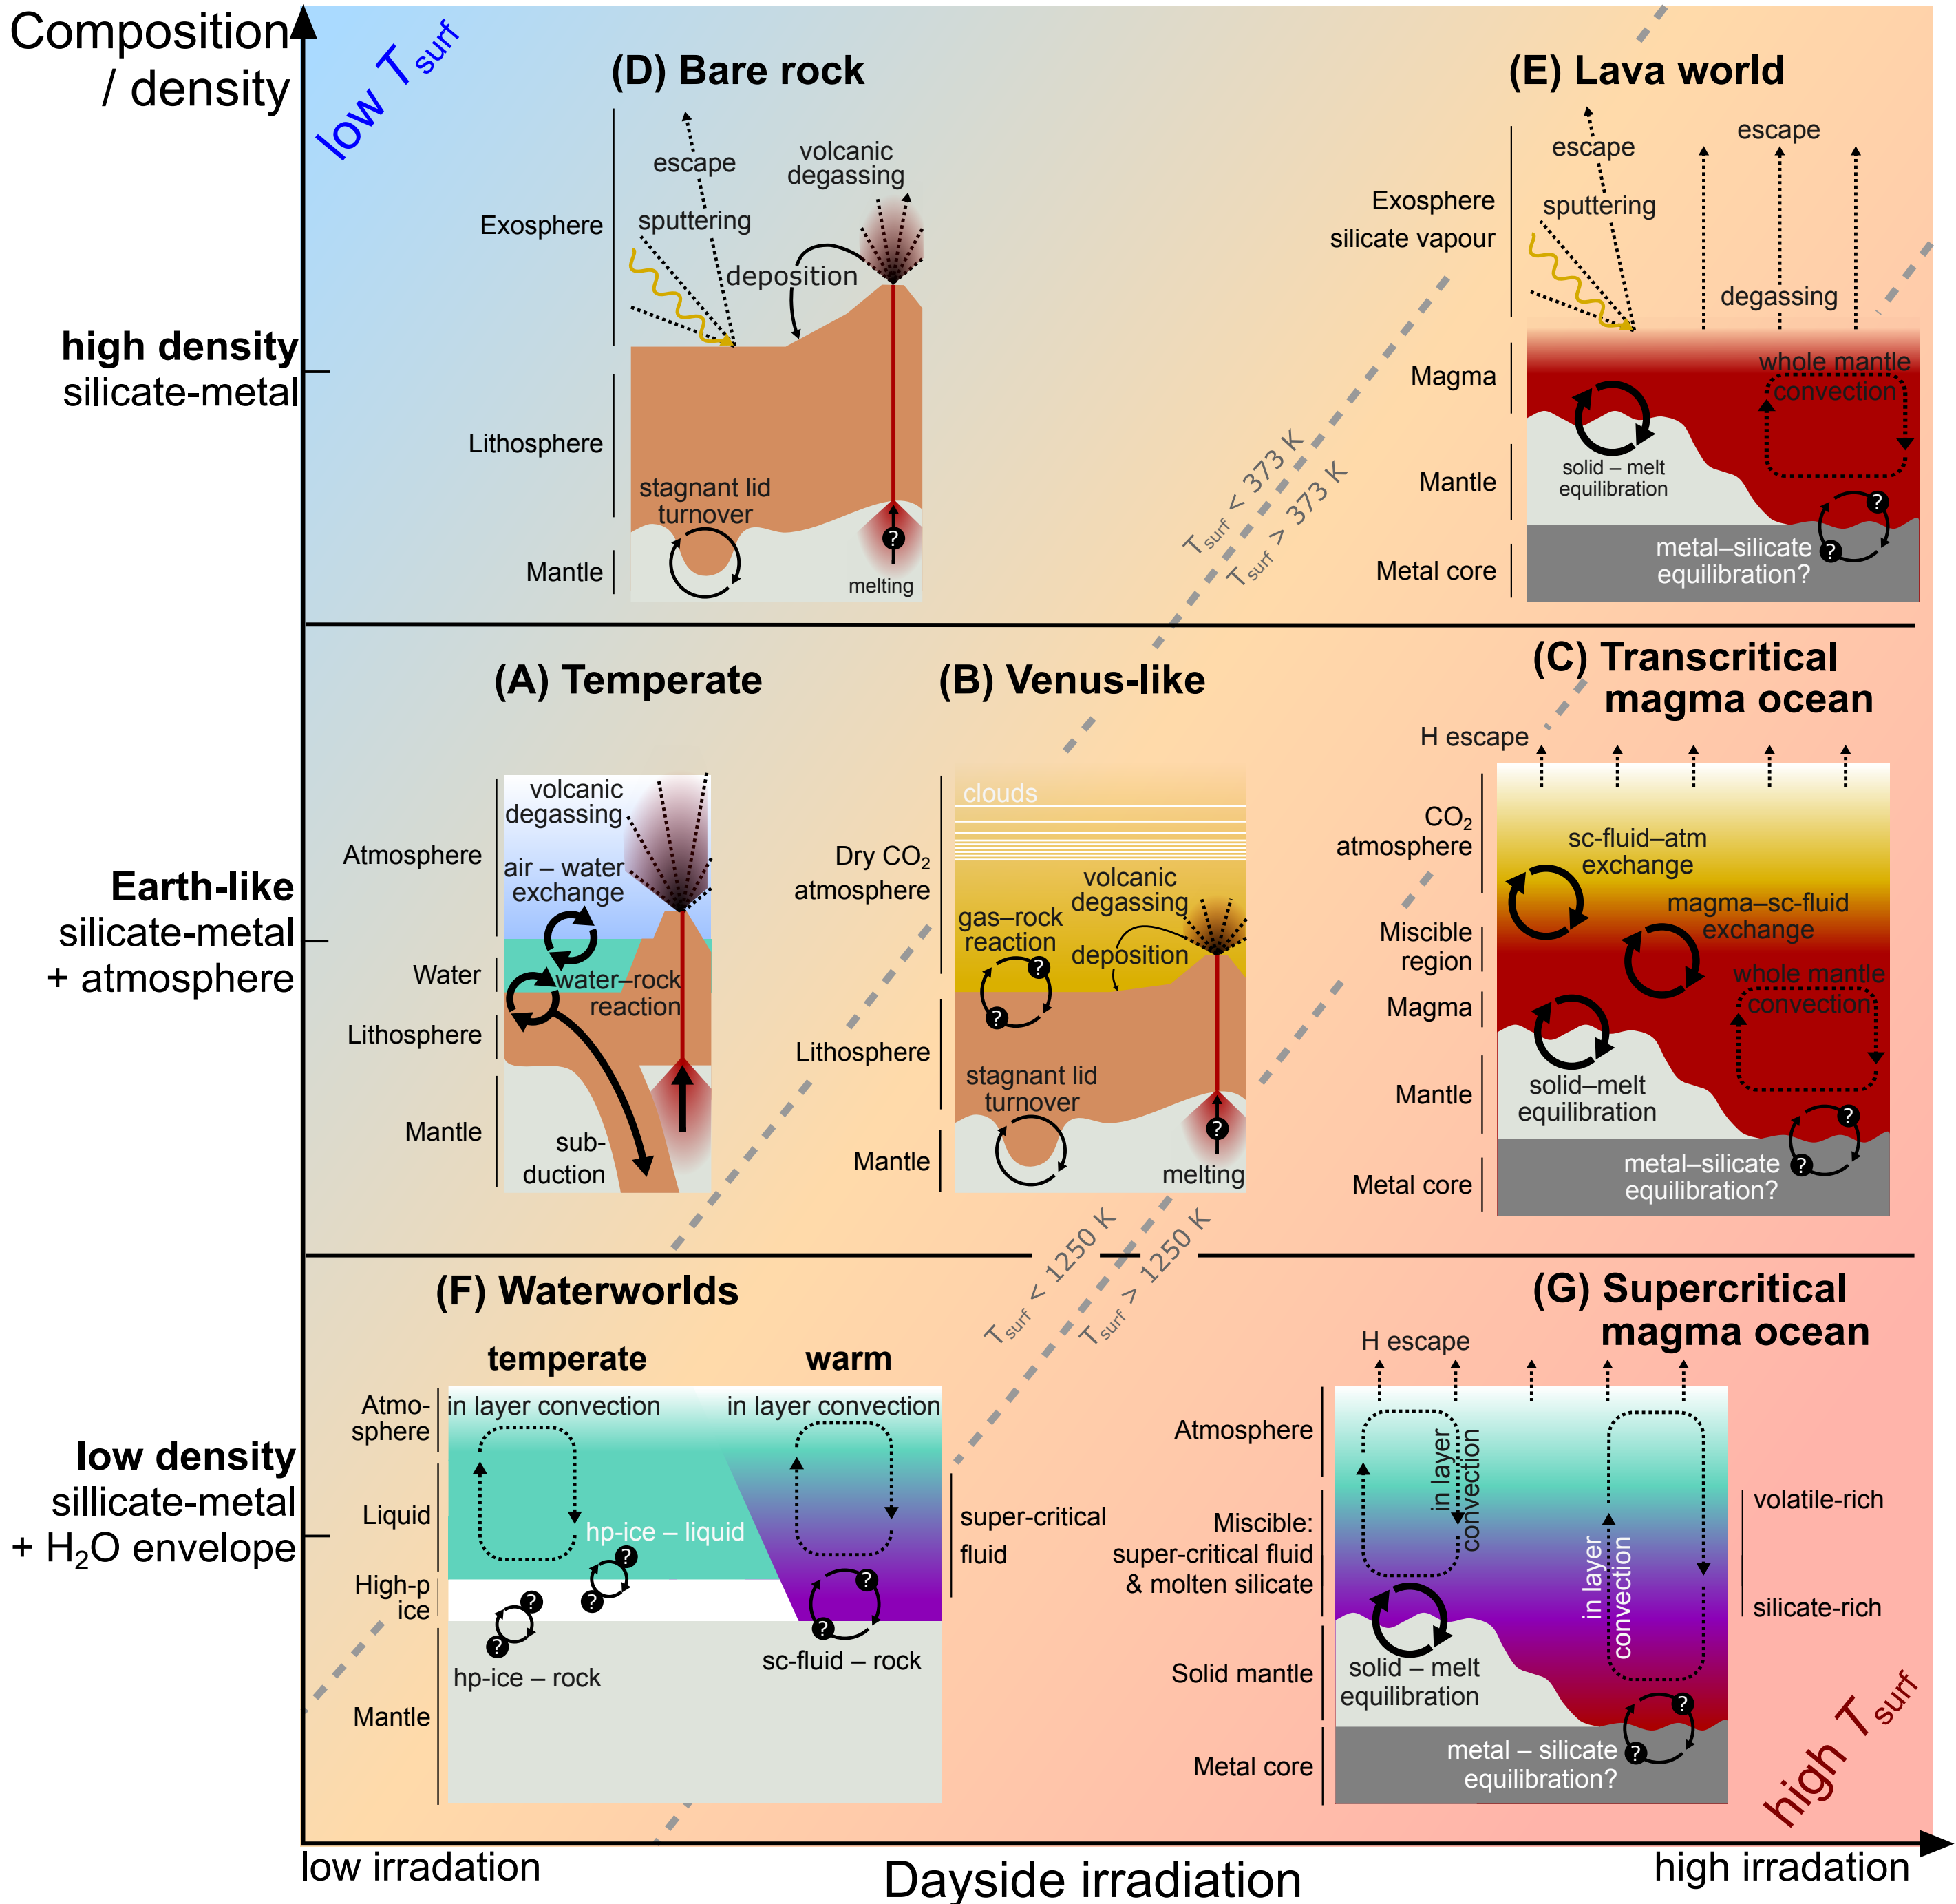 Composition
/ density
low Tsurf
(D) Bare rock
Exosphere
escape
sputtering
volcanic
degassing
deposition
Lithosphere
stagnant lid
turnover
Mantle
?
melting
(E) Lava world
Exosphere
silicate vapour
escape
sputtering
escape
degassing
Magma
whole mantle
convection
Mantle
solid – melt
equilibration
?
?
Metal core
metal–silicate
equilibration?
high density
silicate-metal
Tsurf < 373 K
Tsurf > 373 K
(A) Temperate
Atmosphere
volcanic
degassing
air – water
exchange
Water
water–rock
reaction
Lithosphere
Mantle
sub-
duction
(B) Venus-like
clouds
Dry CO2
atmosphere
volcanic
degassing
gas–rock
reaction
deposition
?
?
Lithosphere
stagnant lid
turnover
Mantle
?
melting
(C) Transcritical
magma ocean
H escape
CO2
atmosphere
sc-fluid–atm
exchange
magma–sc-fluid
exchange
Miscible
region
whole mantle
convection
Magma
Mantle
solid–melt
equilibration
?
?
Metal core
metal–silicate
equilibration?
Earth-like
silicate-metal
+ atmosphere
Tsurf < 1250 K
Tsurf > 1250 K
(F) Waterworlds
temperate
warm
Atmo-
sphere
in layer convection
in layer convection
Liquid
hp-ice – liquid
?
?
High-p
ice
?
?
hp-ice – rock
?
?
sc-fluid – rock
Mantle
super-critical
fluid
(G) Supercritical
magma ocean
H escape
Atmosphere
in layer
convection
in layer
convection
Miscible:
super-critical fluid
& molten silicate
volatile-rich
silicate-rich
Solid mantle
solid – melt
equilibration
?
?
Metal core
metal – silicate
equilibration?
low density
sillicate-metal
+ H2O envelope
high Tsurf
low irradation
Dayside irradiation
high irradation